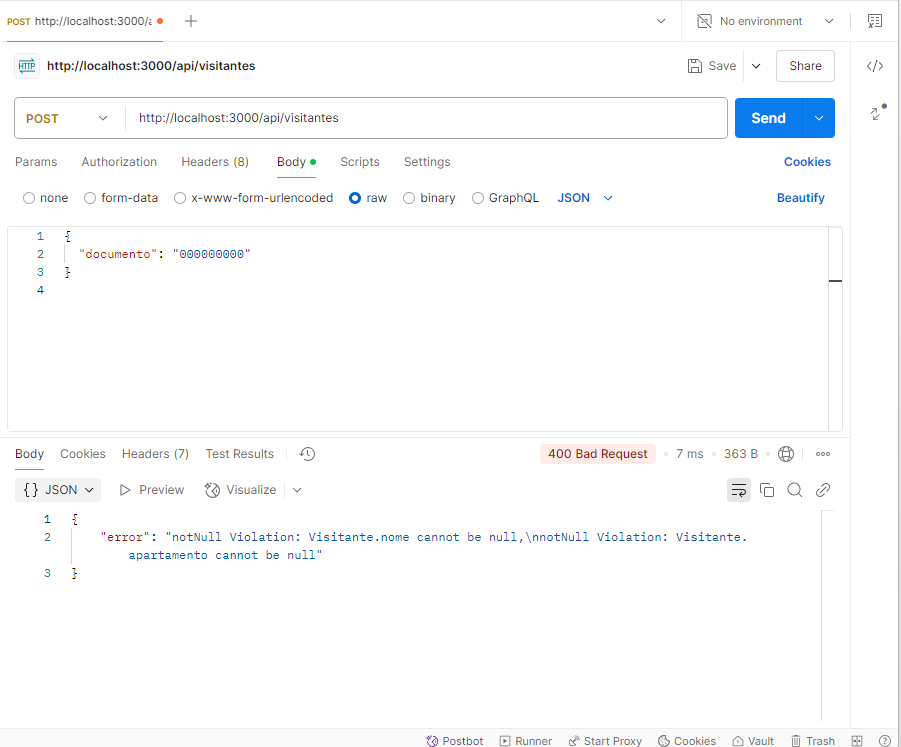 POST http://localhost:3000/a
No environment
HTTP http://localhost:3000/api/visitantes
Save
Share
POST
http://localhost:3000/api/visitantes
Send
Params Authorization Headers (8) Body Scripts Settings
Cookies
none form-data x-www-form-urlencoded raw binary GraphQL JSON
Beautify
1 {
2 "documento": "000000000"
3 }
4
Body Cookies Headers (7) Test Results
400 Bad Request • 7 ms • 363 B •
{} JSON Preview Visualize
1 {
2 "error": "notNull Violation: Visitante.nome cannot be null,\nnotNull Violation: Visitante.
apartamento cannot be null"
3 }
Postbot Runner Start Proxy Cookies Vault Trash